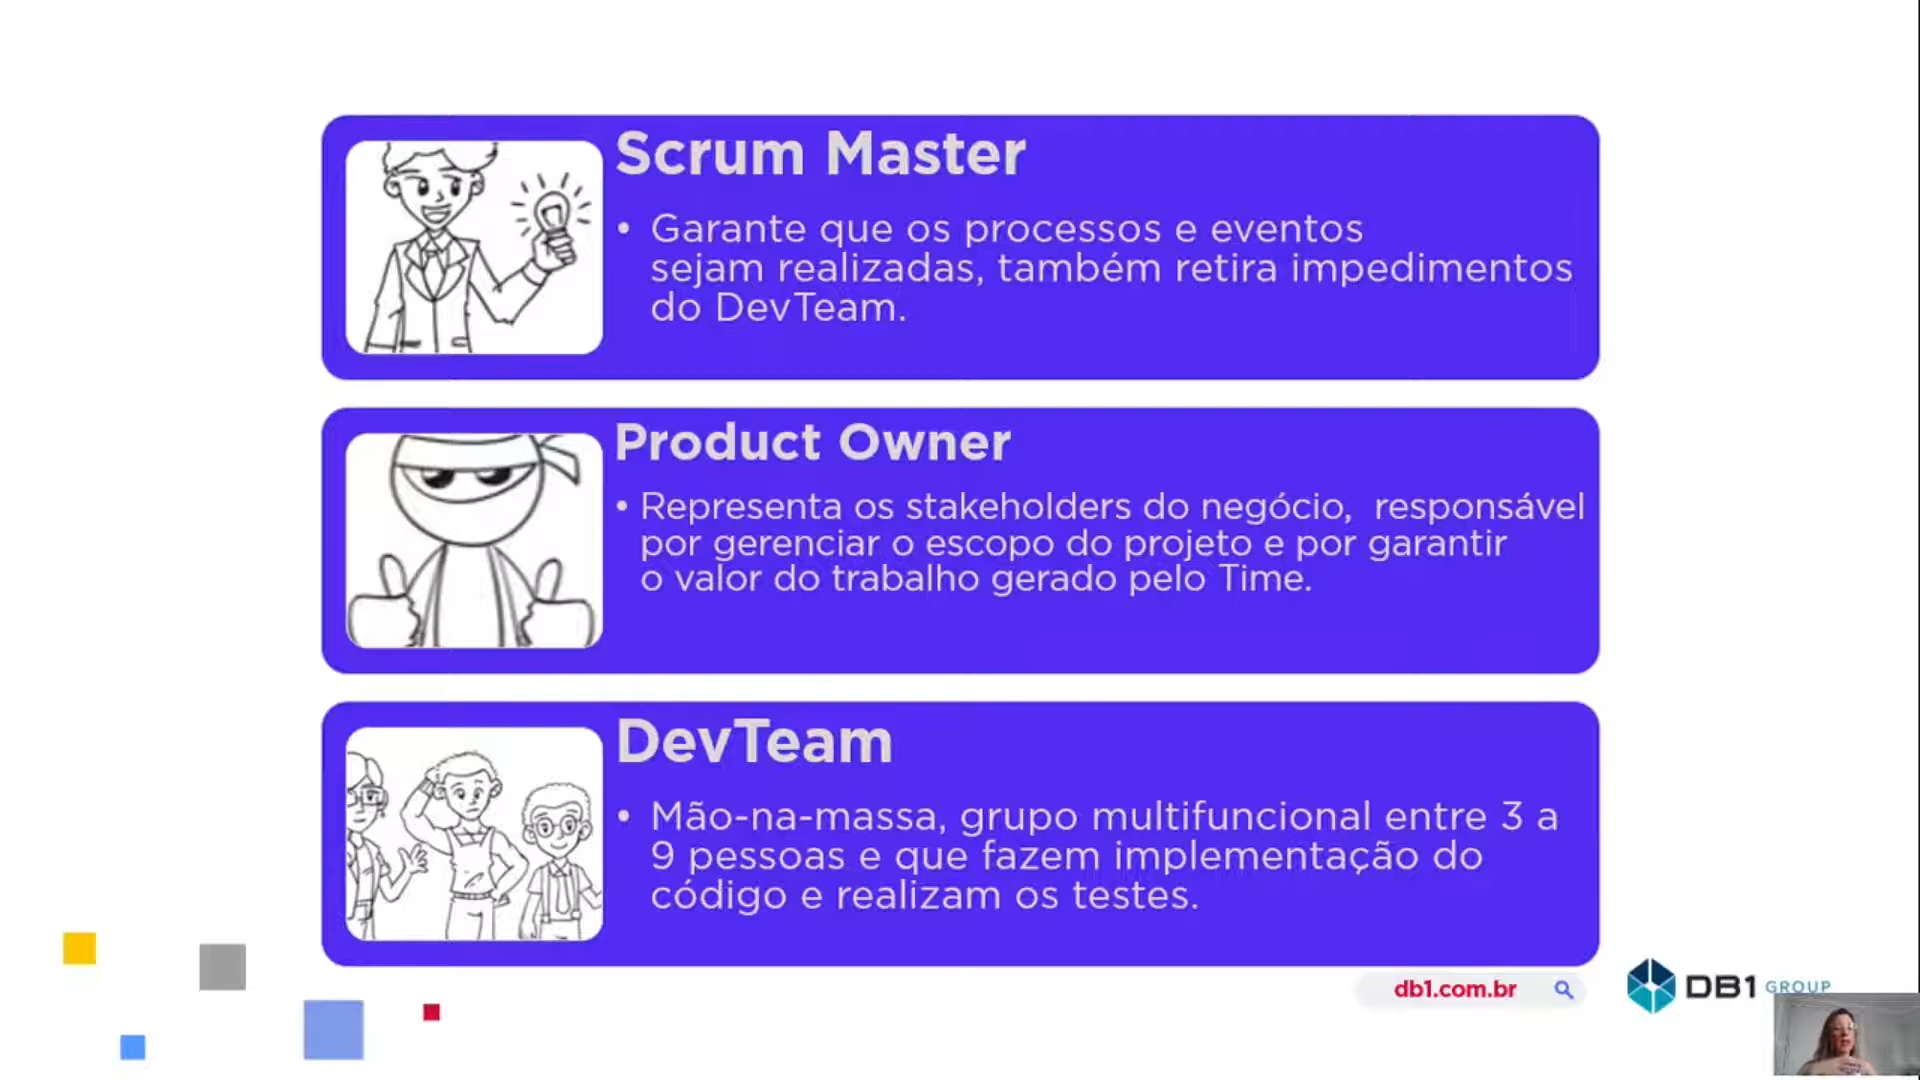 Scrum Master
• Garante que os processos e eventos
sejam realizadas, também retira impedimentos
do DevTeam.
Product Owner
• Representa os stakeholders do negócio, responsável
por gerenciar o escopo do projeto e por garantir
o valor do trabalho gerado pelo Time.
DevTeam
• Mão-na-massa, grupo multifuncional entre 3 a
9 pessoas e que fazem implementação do
código e realizam os testes.
db1.com.br
DB1 GROUP